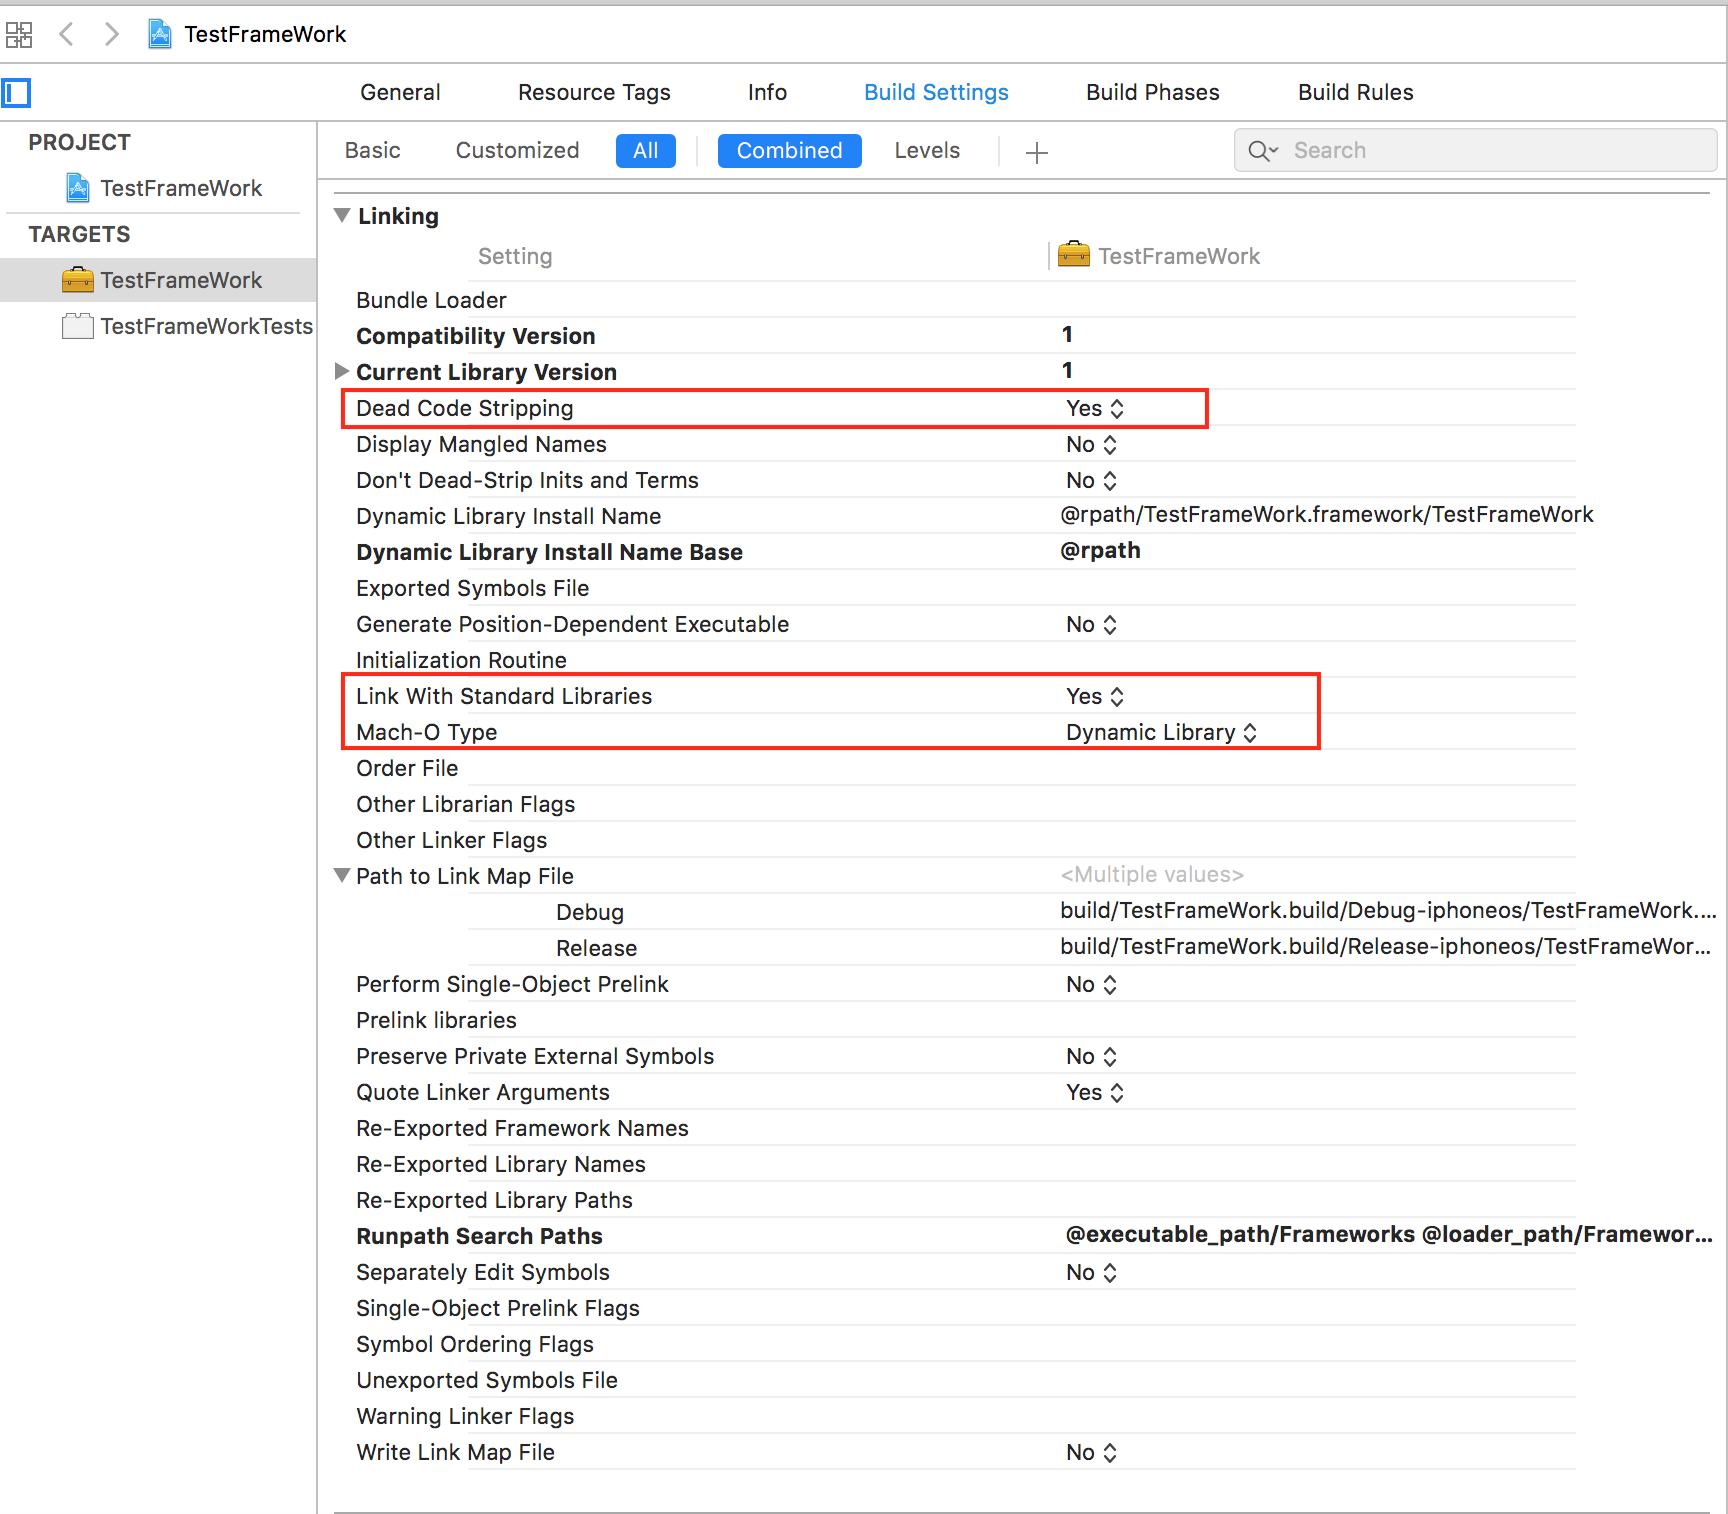 TestFrameWork
General Resource Tags Info Build Settings Build Phases Build Rules
PROJECT
TestFrameWork
TARGETS
TestFrameWork
TestFrameWorkTests
Basic Customized All Combined Levels Search
Linking
Setting TestFrameWork
Bundle Loader
Compatibility Version 1
Current Library Version 1
Dead Code Stripping Yes
Display Mangled Names No
Don't Dead-Strip Inits and Terms No
Dynamic Library Install Name @rpath/TestFrameWork.framework/TestFrameWork
Dynamic Library Install Name Base @rpath
Exported Symbols File
Generate Position-Dependent Executable No
Initialization Routine
Link With Standard Libraries Yes
Mach-O Type Dynamic Library
Order File
Other Librarian Flags
Other Linker Flags
Path to Link Map File <Multiple values>
Debug build/TestFrameWork.build/Debug-iphoneos/TestFrameWork....
Release build/TestFrameWork.build/Release-iphoneos/TestFrameWor...
Perform Single-Object Prelink No
Prelink libraries
Preserve Private External Symbols No
Quote Linker Arguments Yes
Re-Exported Framework Names
Re-Exported Library Names
Re-Exported Library Paths
Runpath Search Paths @executable_path/Frameworks @loader_path/Framewor...
Separately Edit Symbols No
Single-Object Prelink Flags
Symbol Ordering Flags
Unexported Symbols File
Warning Linker Flags
Write Link Map File No